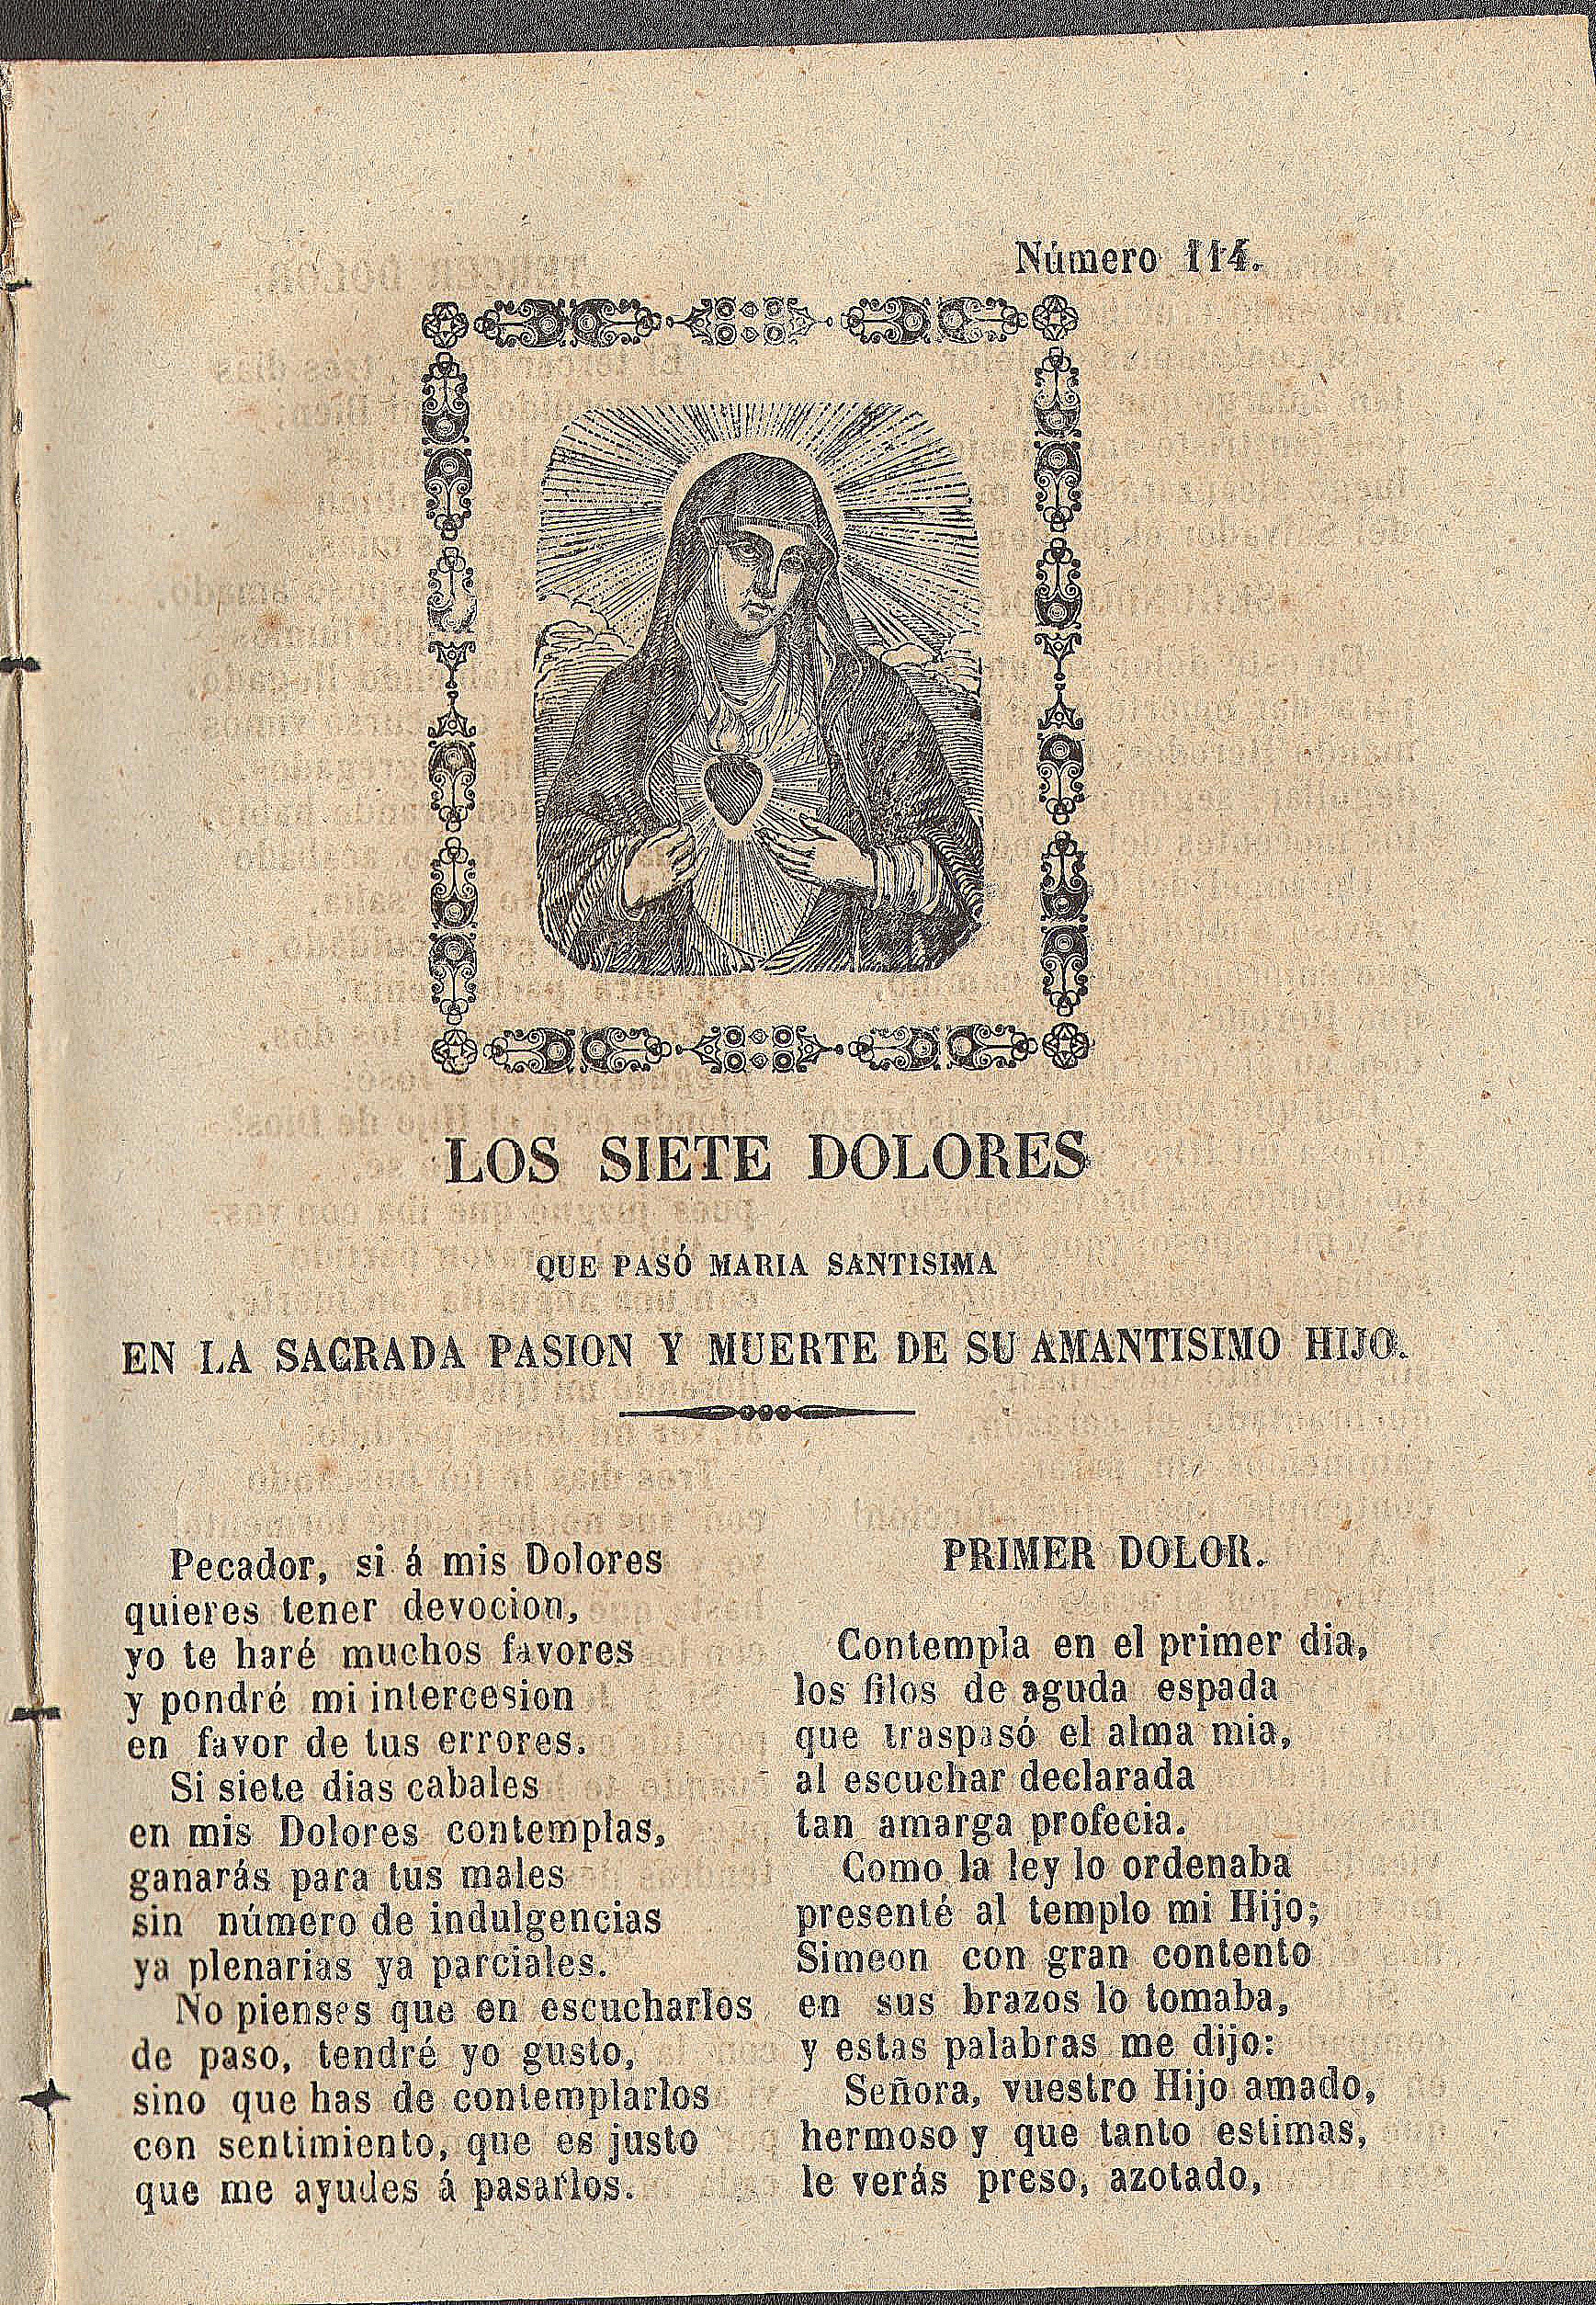 Número 114.
LOS SIETE DOLORES
QUE PASÓ MARIA SANTISIMA
EN LA SAGRADA PASION Y MUERTE DE SU AMANTISIMO HIJO.
Pecador, si á mis Dolores
quieres tener devocion,
yo te haré muchos favores
y pondré mi intercesion
en favor de tus errores.
Si siete dias cabales
en mis Dolores contemplas,
ganarás para tus males
sin número de indulgencias
ya plenarias ya parciales.
No pienses que en escucharlos
de paso, tendré yo gusto,
sino que has de contemplarlos
con sentimiento, que es justo
que me ayudes á pasarlos.
PRIMER DOLOR.
Contempla en el primer dia,
los filos de aguda espada
que traspasó el alma mia,
al escuchar declarada
tan amarga profecia.
Como la ley lo ordenaba
presenté al templo mi Hijo;
Simeon con gran contento
en sus brazos lo tomaba,
y estas palabras me dijo:
Señora, vuestro Hijo amado,
hermoso y que tanto estimas,
le verás preso, azotado,